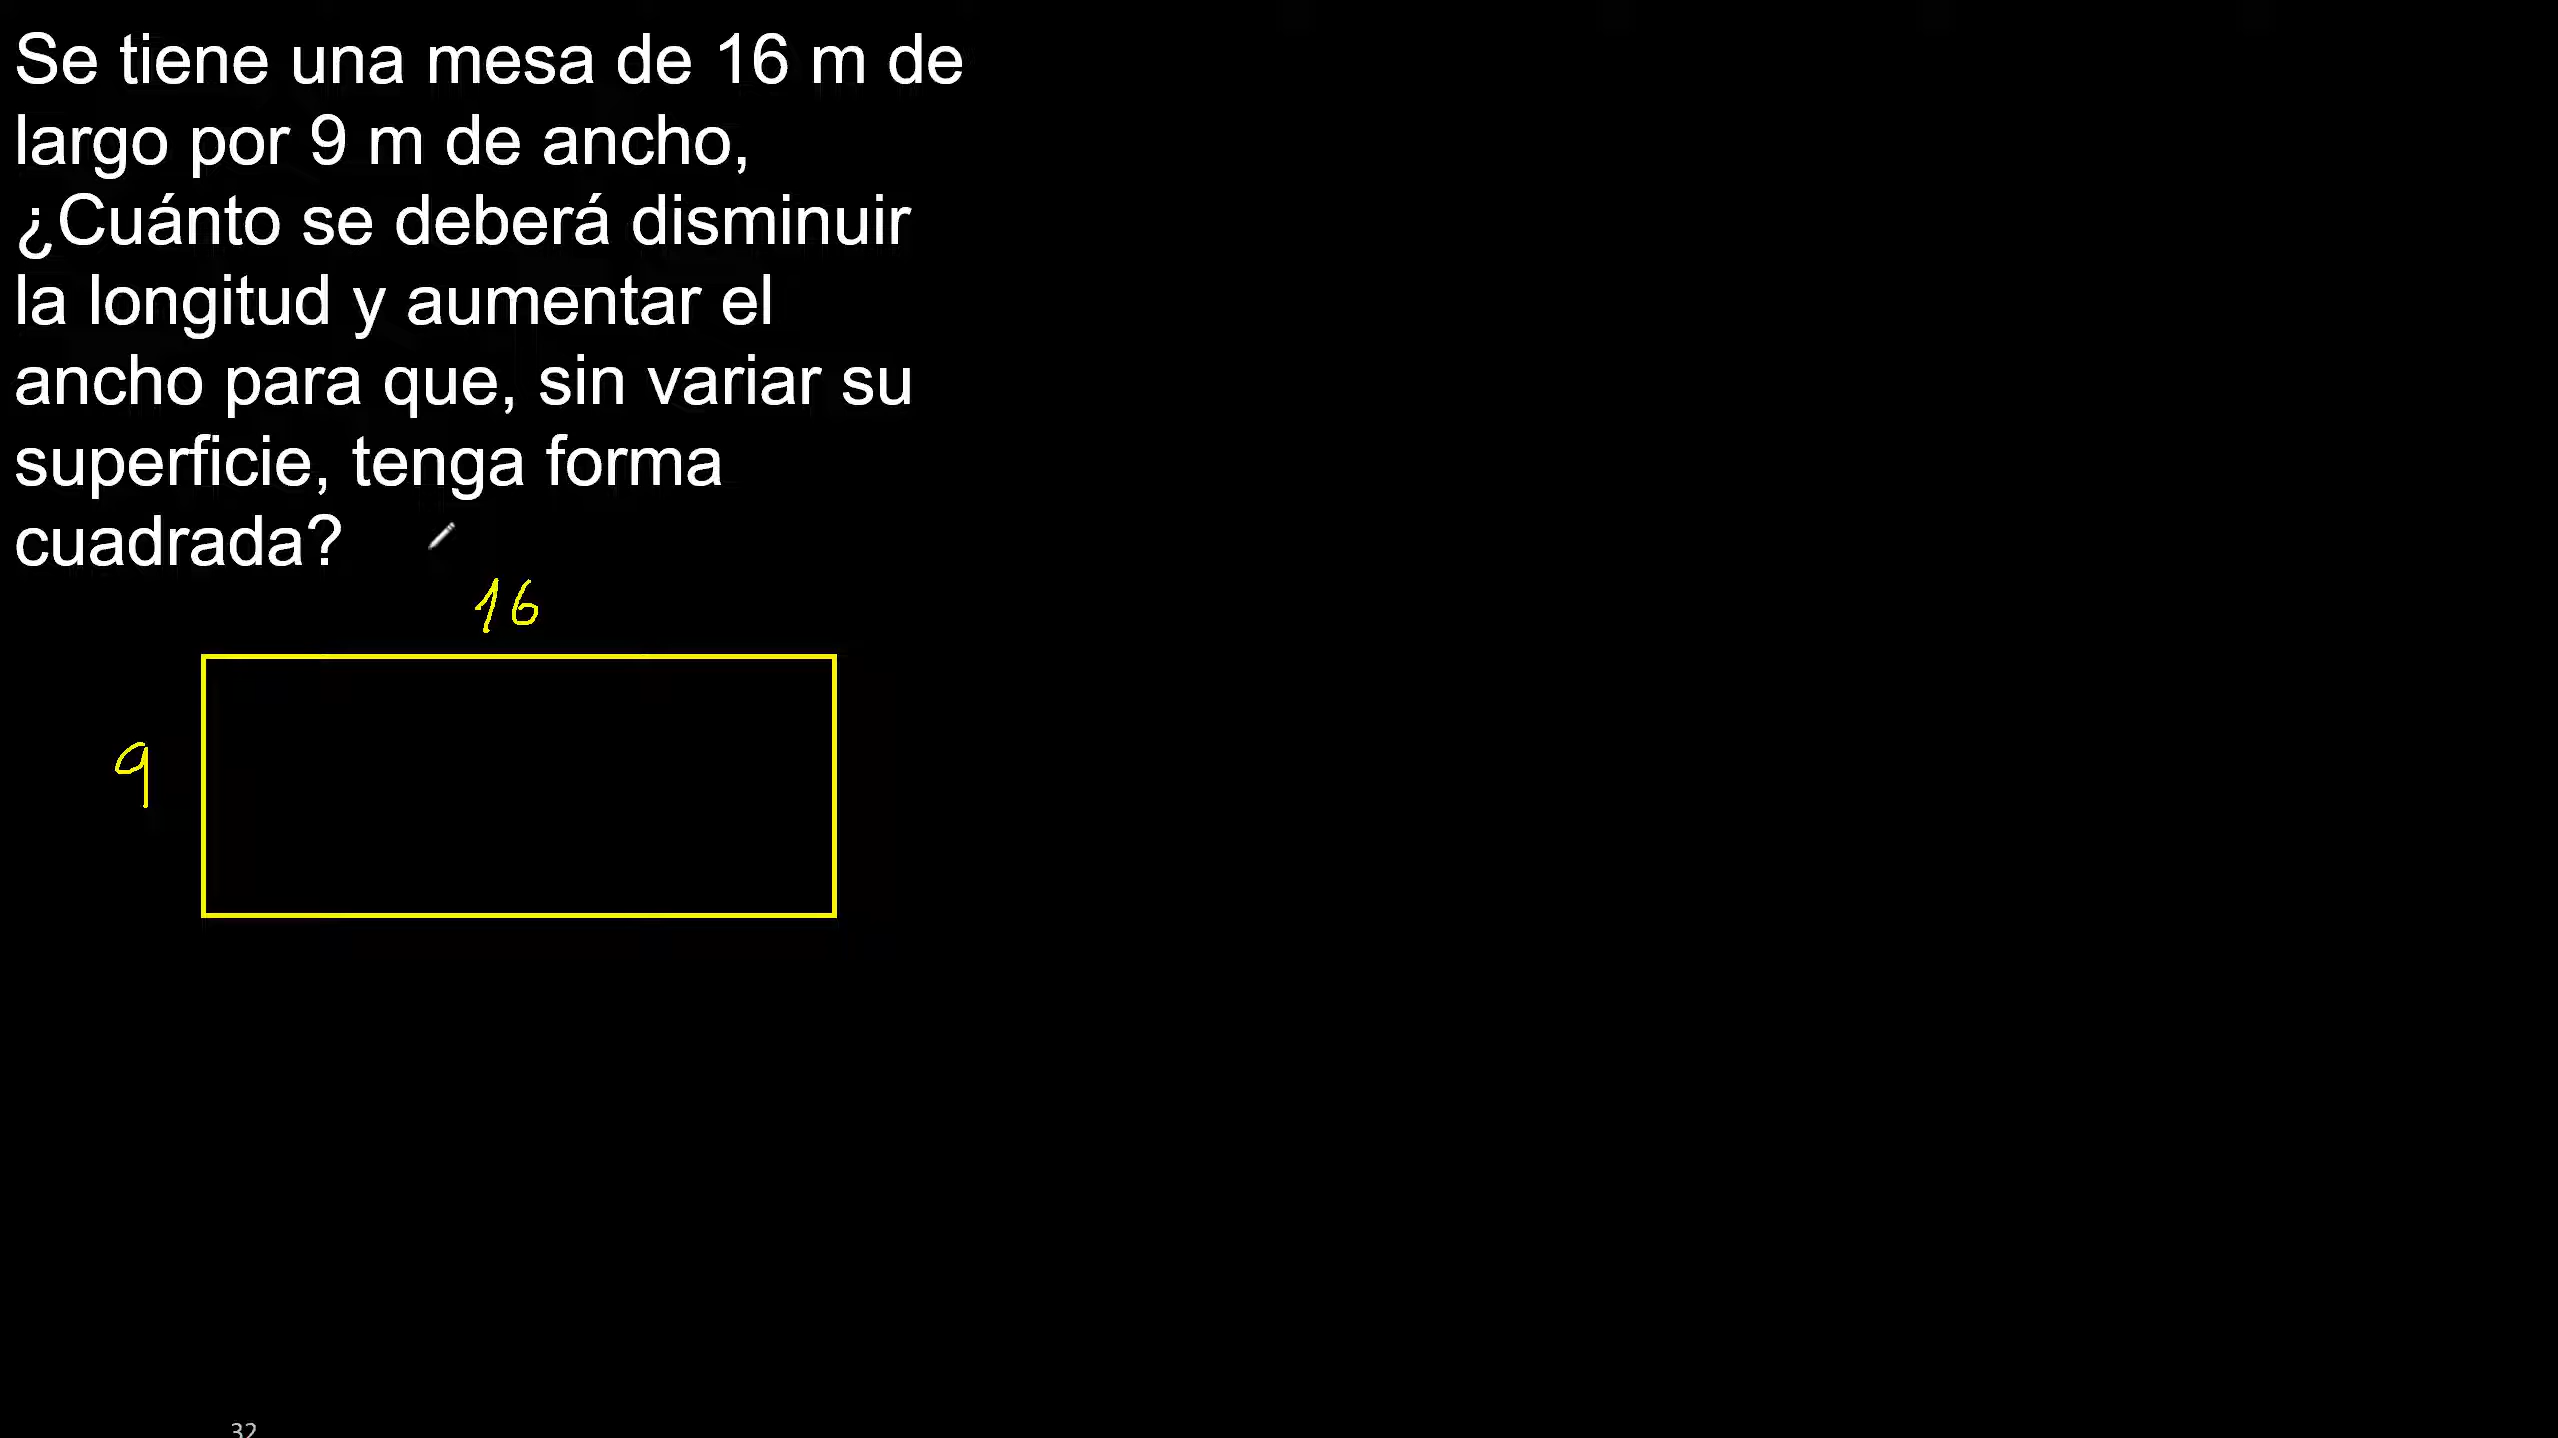 Se tiene una mesa de 16 m de
largo por 9 m de ancho,
¿Cuánto se deberá disminuir
la longitud y aumentar el
ancho para que, sin variar su
superficie, tenga forma
cuadrada?
16
9
32